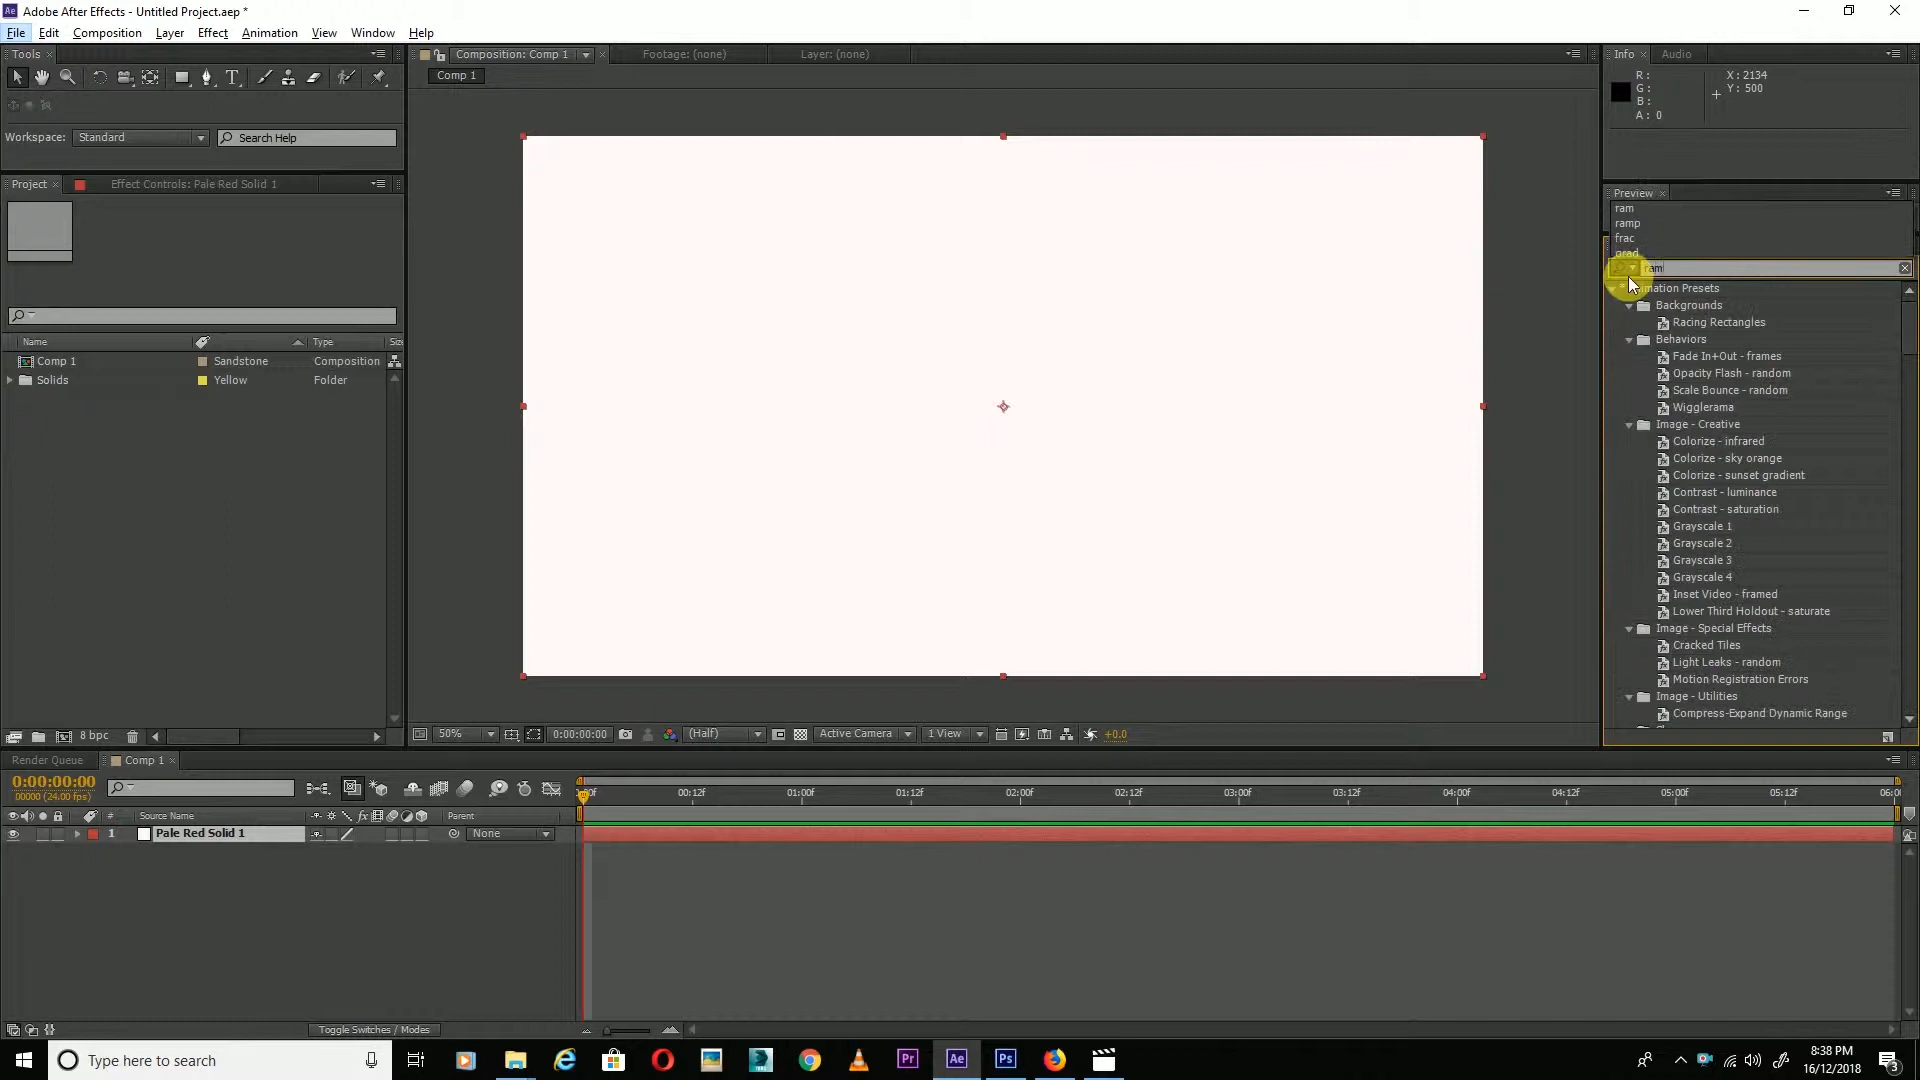 Adobe After Effects - Untitled Project.aep *
File Edit Composition Layer Effect Animation View Window Help
Tools
Composition: Comp 1 Footage: (none) Layer: (none)
Comp 1
Info Audio
R: X: 2134
G: Y: 500
B:
A: 0
Workspace: Standard Search Help
Project Effect Controls: Pale Red Solid 1
Preview
ram
ramp
frac
grad
ram
Animation Presets
Backgrounds
Racing Rectangles
Behaviors
Fade In+Out - frames
Opacity Flash - random
Scale Bounce - random
Wigglerama
Image - Creative
Colorize - infrared
Colorize - sky orange
Colorize - sunset gradient
Contrast - luminance
Contrast - saturation
Grayscale 1
Grayscale 2
Grayscale 3
Grayscale 4
Inset Video - framed
Lower Third Holdout - saturate
Image - Special Effects
Cracked Tiles
Light Leaks - random
Motion Registration Errors
Image - Utilities
Compress-Expand Dynamic Range
Name Type
Comp 1 Sandstone Composition
Solids Yellow Folder
8 bpc
50% 0:00:00:00 (Half) Active Camera 1 View +0.0
Render Queue Comp 1
0:00:00:00
00000 (24.00 fps)
00:12f 01:00f 01:12f 02:00f 02:12f 03:00f 03:12f 04:00f 04:12f 05:00f 05:12f
# Source Name fx Parent
1 Pale Red Solid 1 None
Toggle Switches / Modes
Type here to search
Pr Ae Ps
8:38 PM
16/12/2018
3